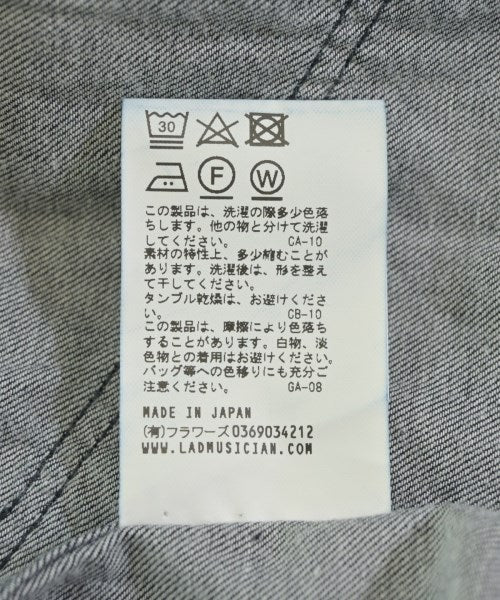 30
F W
この製品は、洗濯の際多少色落
ちします。他の物と分けて洗濯
してください。 CA-10
素材の特性上、多少縮むことが
あります。洗濯後は、形を整え
て干してください。
タンブル乾燥は、お避けくださ
い。 CB-10
この製品は、摩擦により色落ち
することがあります。白物、淡
色物との着用はお避けください。
バッグ等への色移りにも充分ご
注意ください。 GA-08
MADE IN JAPAN
(有)フラワーズ0369034212
WWW.LADMUSICIAN.COM